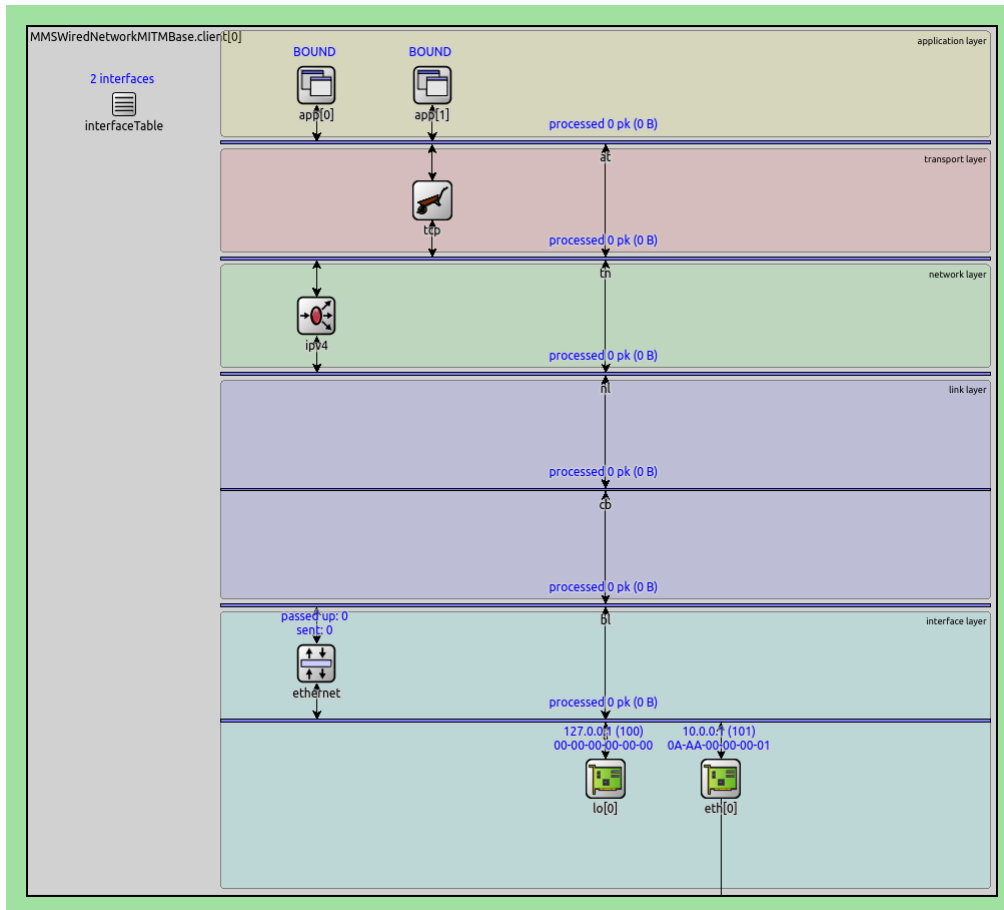 MMSWiredNetworkMITMBase.client[0]
application layer
2 interfaces
interfaceTable
BOUND
BOUND
app[0]
app[1]
processed 0 pk (0 B)
at
transport layer
tcp
processed 0 pk (0 B)
tn
network layer
ipv4
processed 0 pk (0 B)
nl
link layer
processed 0 pk (0 B)
cb
processed 0 pk (0 B)
bl
interface layer
passed up: 0
sent: 0
ethernet
processed 0 pk (0 B)
127.0.0.1 (100)
00-00-00-00-00-00
10.0.0.1 (101)
0A-AA-00-00-00-01
lo[0]
eth[0]